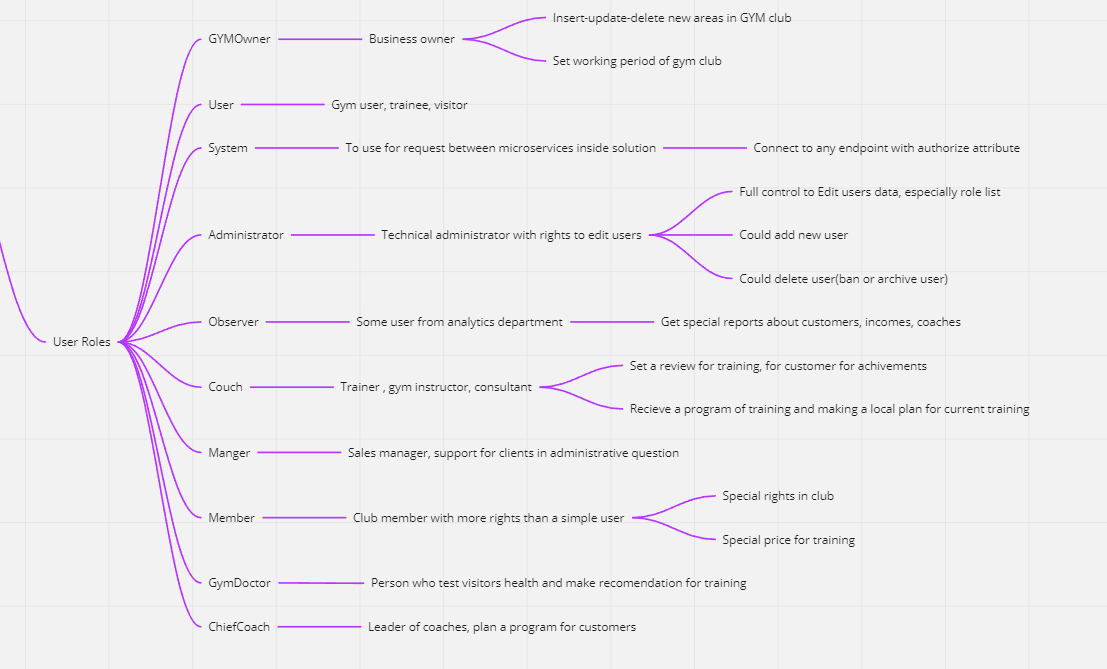 Insert-update-delete new areas in GYM club
GYMOwner Business owner
Set working period of gym club
User Gym user, trainee, visitor
System To use for request between microservices inside solution Connect to any endpoint with authorize attribute
Full control to Edit users data, especially role list
Administrator Technical administrator with rights to edit users Could add new user
Could delete user(ban or archive user)
Observer Some user from analytics department Get special reports about customers, incomes, coaches
User Roles
Set a review for training, for customer for achivements
Couch Trainer , gym instructor, consultant
Recieve a program of training and making a local plan for current training
Manger Sales manager, support for clients in administrative question
Special rights in club
Member Club member with more rights than a simple user
Special price for training
GymDoctor Person who test visitors health and make recomendation for training
ChiefCoach Leader of coaches, plan a program for customers